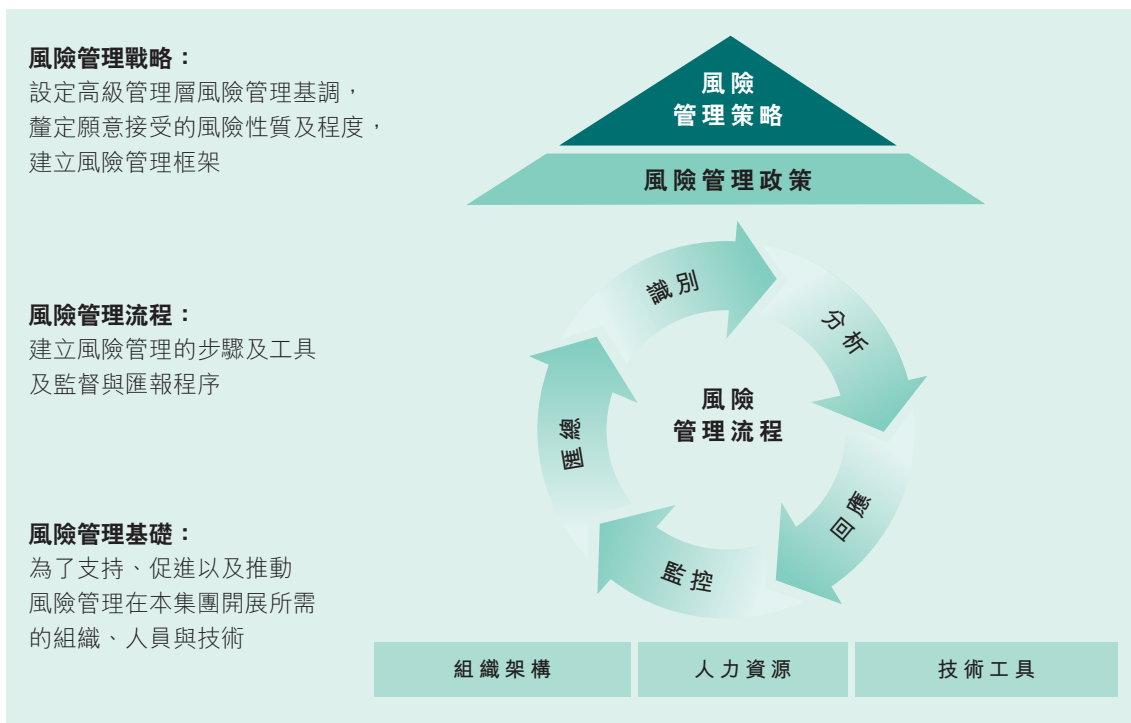 風險管理戰略：
設定高級管理層風險管理基調，
釐定願意接受的風險性質及程度，
建立風險管理框架
風險
管理策略
風險管理政策
風險管理流程：
建立風險管理的步驟及工具
及監督與匯報程序
識別
分析
回應
監控
匯總
風險
管理流程
風險管理基礎：
為了支持、促進以及推動
風險管理在本集團開展所需
的組織、人員與技術
組織架構
人力資源
技術工具